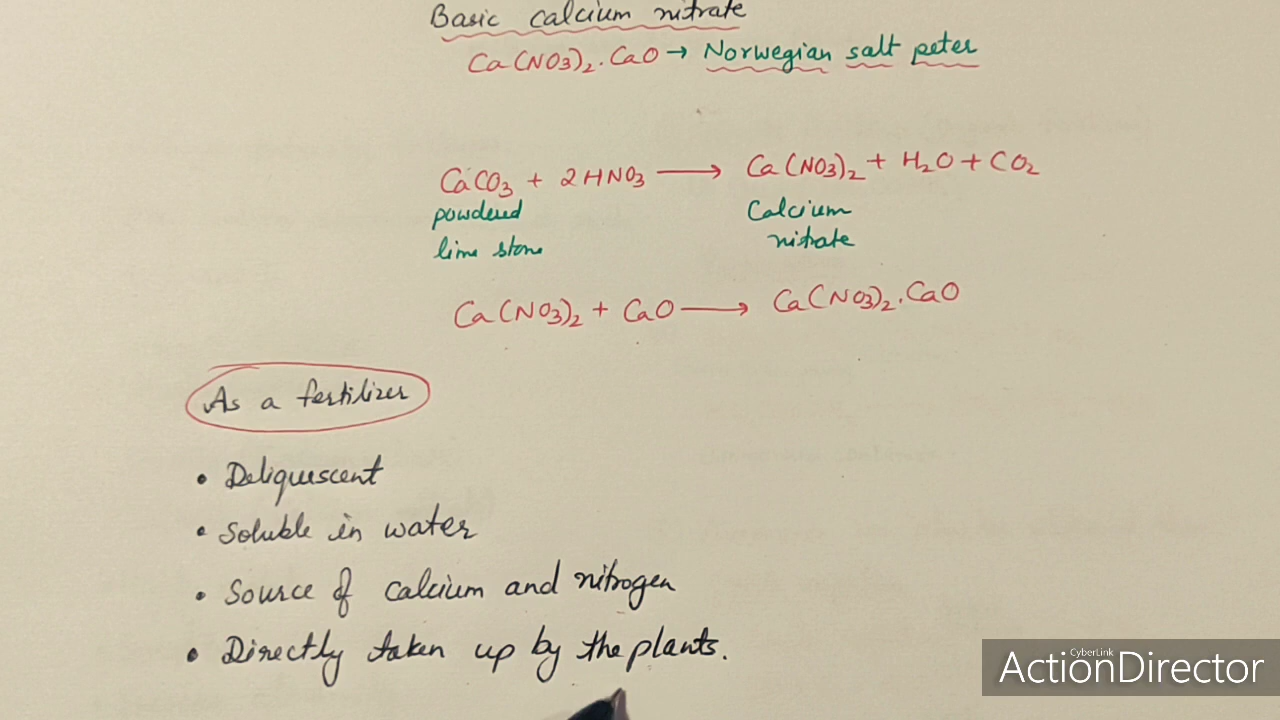 Basic calcium nitrate
Ca(NO3)2.CaO → Norwegian salt peter
CaCO3 + 2HNO3 → Ca(NO3)2 + H2O + CO2
powdered Calcium
lime stone nitrate
Ca(NO3)2 + CaO → Ca(NO3)2.CaO
As a fertilizer
• Deliquescent
• Soluble in water
• Source of calcium and nitrogen
• Directly taken up by the plants.
CyberLink
ActionDirector